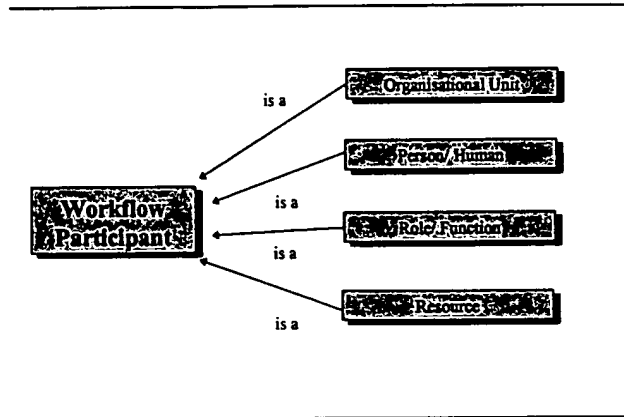 Organisational Unit
is a
Person/ Human
is a
Workflow
Participant
Role/ Function
is a
Resource
is a